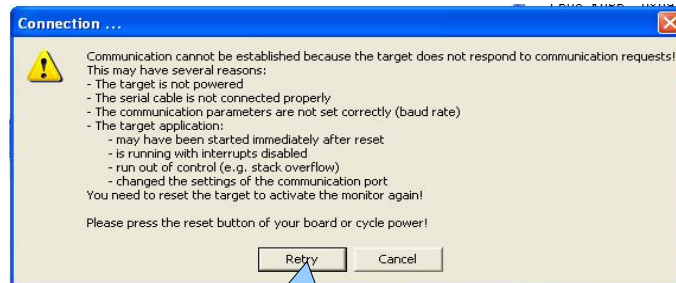 Connection ...
Communication cannot be established because the target does not respond to communication requests!
This may have several reasons:
- The target is not powered
- The serial cable is not connected properly
- The communication parameters are not set correctly (baud rate)
- The target application:
- may have been started immediately after reset
- is running with interrupts disabled
- run out of control (e.g. stack overflow)
- changed the settings of the communication port
You need to reset the target to activate the monitor again!
Please press the reset button of your board or cycle power!
Retry
Cancel